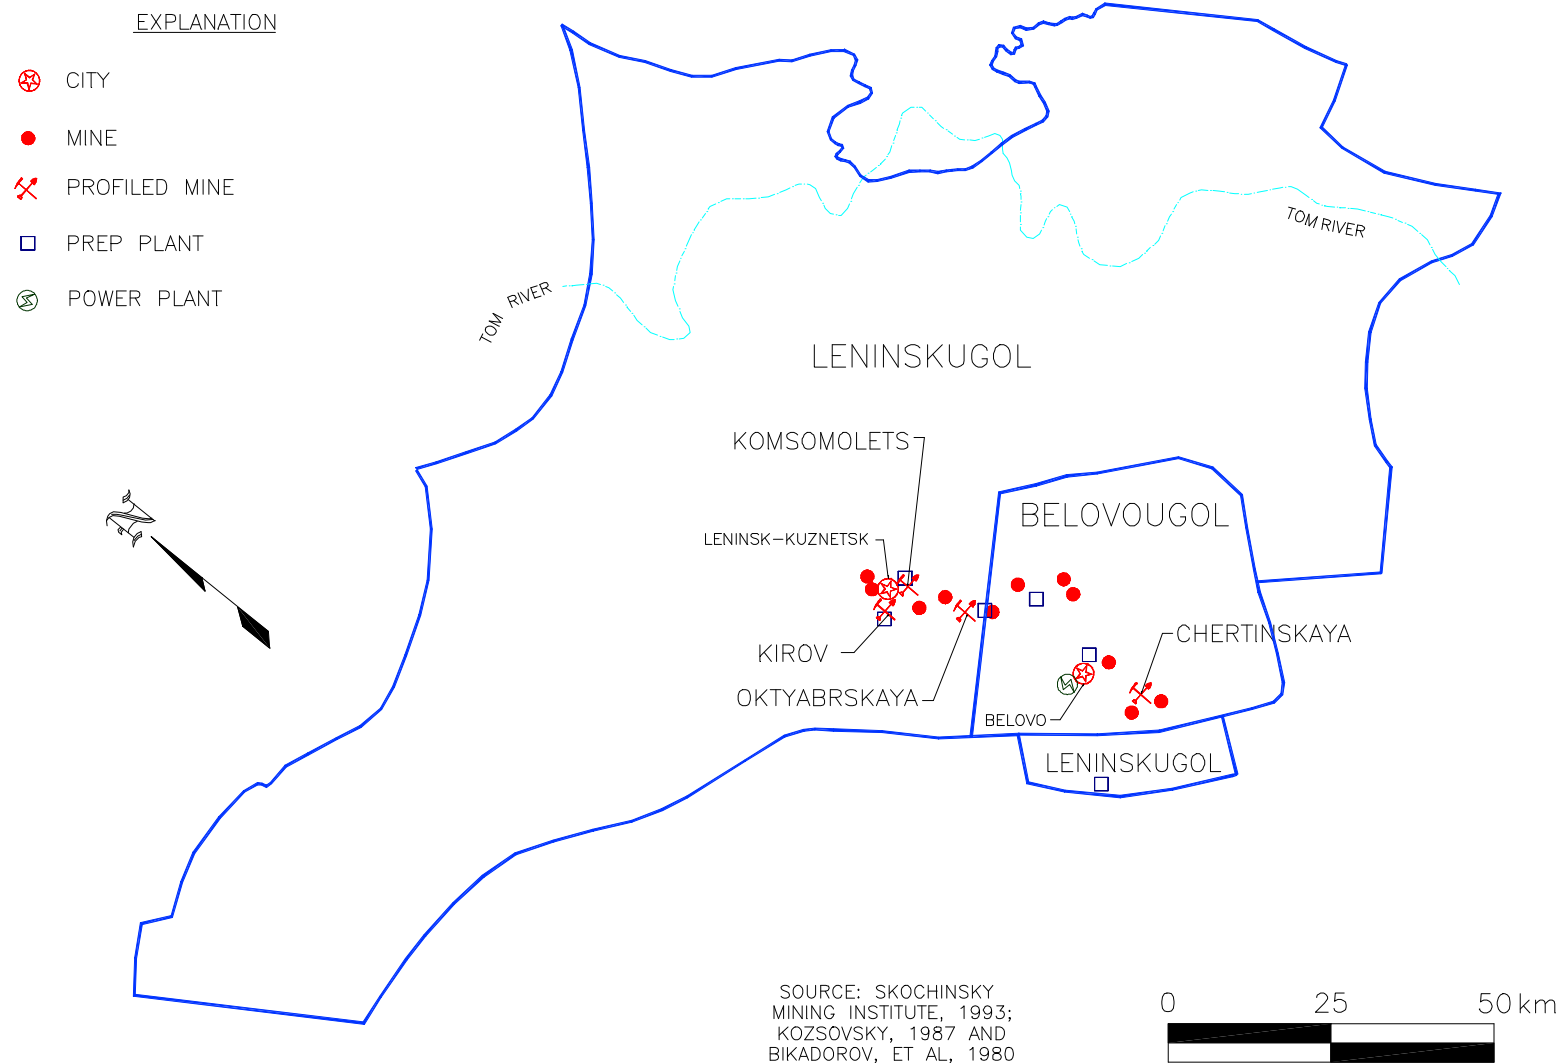 EXPLANATION
CITY
MINE
PROFILED MINE
PREP PLANT
POWER PLANT
TOM RIVER
TOM RIVER
LENINSKUGOL
KOMSOMOLETS
BELOVOUGOL
LENINSK-KUZNETSK
KIROV
CHERTINSKAYA
OKTYABRSKAYA
BELOVO
LENINSKUGOL
N
SOURCE: SKOCHINSKY
MINING INSTITUTE, 1993;
KOZSOVSKY, 1987 AND
BIKADOROV, ET AL, 1980
0 25 50 km